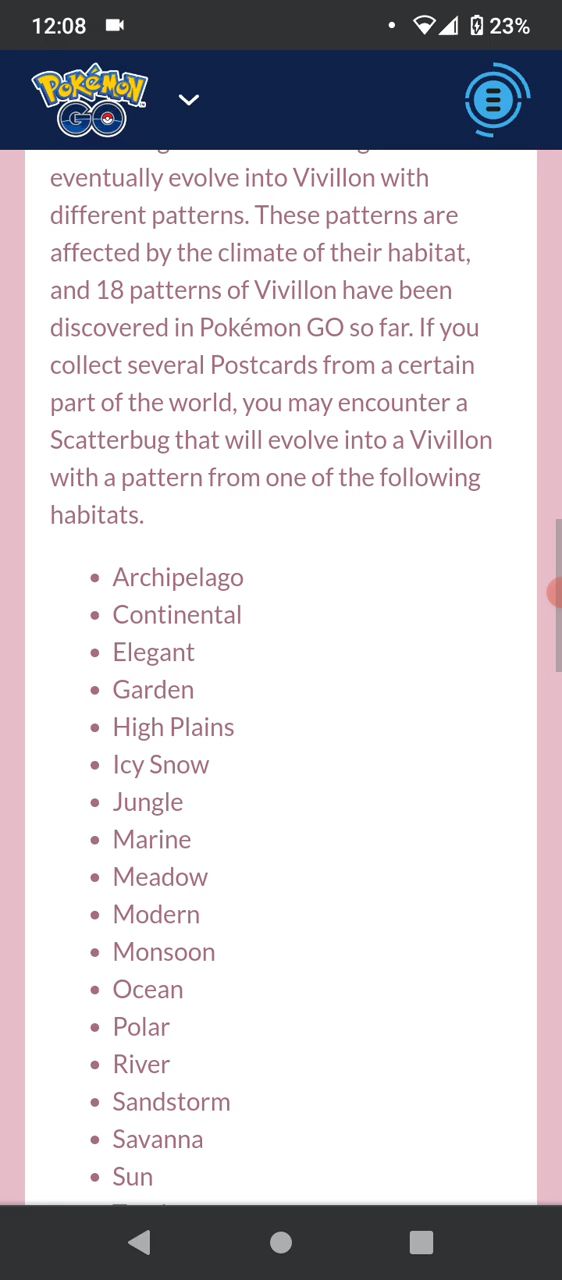 12:08
23%
POKéMON
GO
eventually evolve into Vivillon with
different patterns. These patterns are
affected by the climate of their habitat,
and 18 patterns of Vivillon have been
discovered in Pokémon GO so far. If you
collect several Postcards from a certain
part of the world, you may encounter a
Scatterbug that will evolve into a Vivillon
with a pattern from one of the following
habitats.
• Archipelago
• Continental
• Elegant
• Garden
• High Plains
• Icy Snow
• Jungle
• Marine
• Meadow
• Modern
• Monsoon
• Ocean
• Polar
• River
• Sandstorm
• Savanna
• Sun